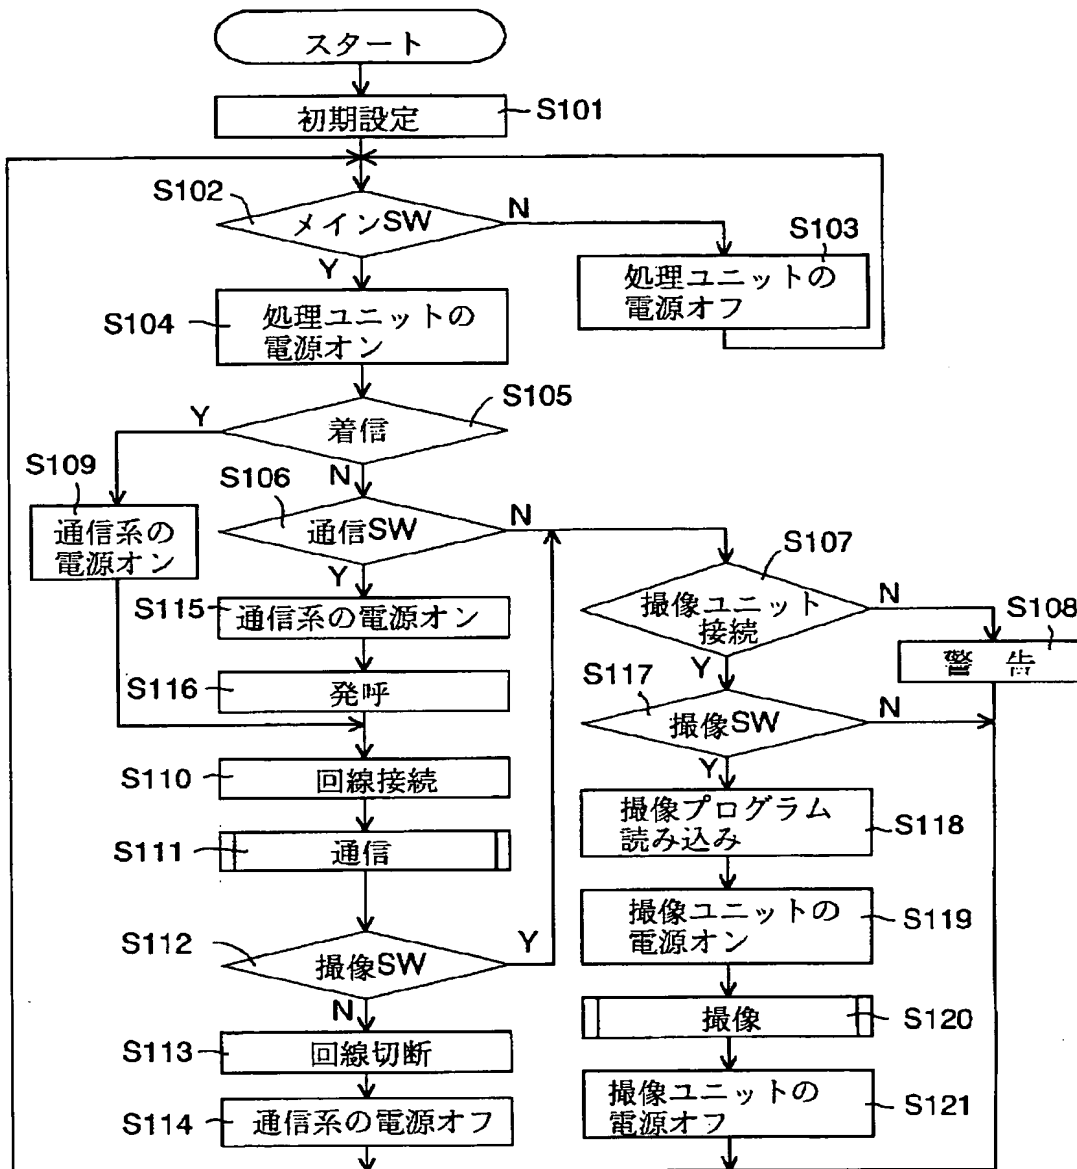 スタート
初期設定
S101
S102
メインSW
N
Y
S103
処理ユニットの
電源オフ
S104
処理ユニットの
電源オン
S105
着信
Y
N
S109
通信系の
電源オン
S106
通信SW
N
Y
S107
撮像ユニット
接続
N
Y
S108
警 告
S115
通信系の電源オン
S116
発呼
S117
撮像SW
N
Y
S110
回線接続
S111
通信
S118
撮像プログラム
読み込み
S112
撮像SW
Y
N
S119
撮像ユニットの
電源オン
S120
撮像
S113
回線切断
S114
通信系の電源オフ
S121
撮像ユニットの
電源オフ